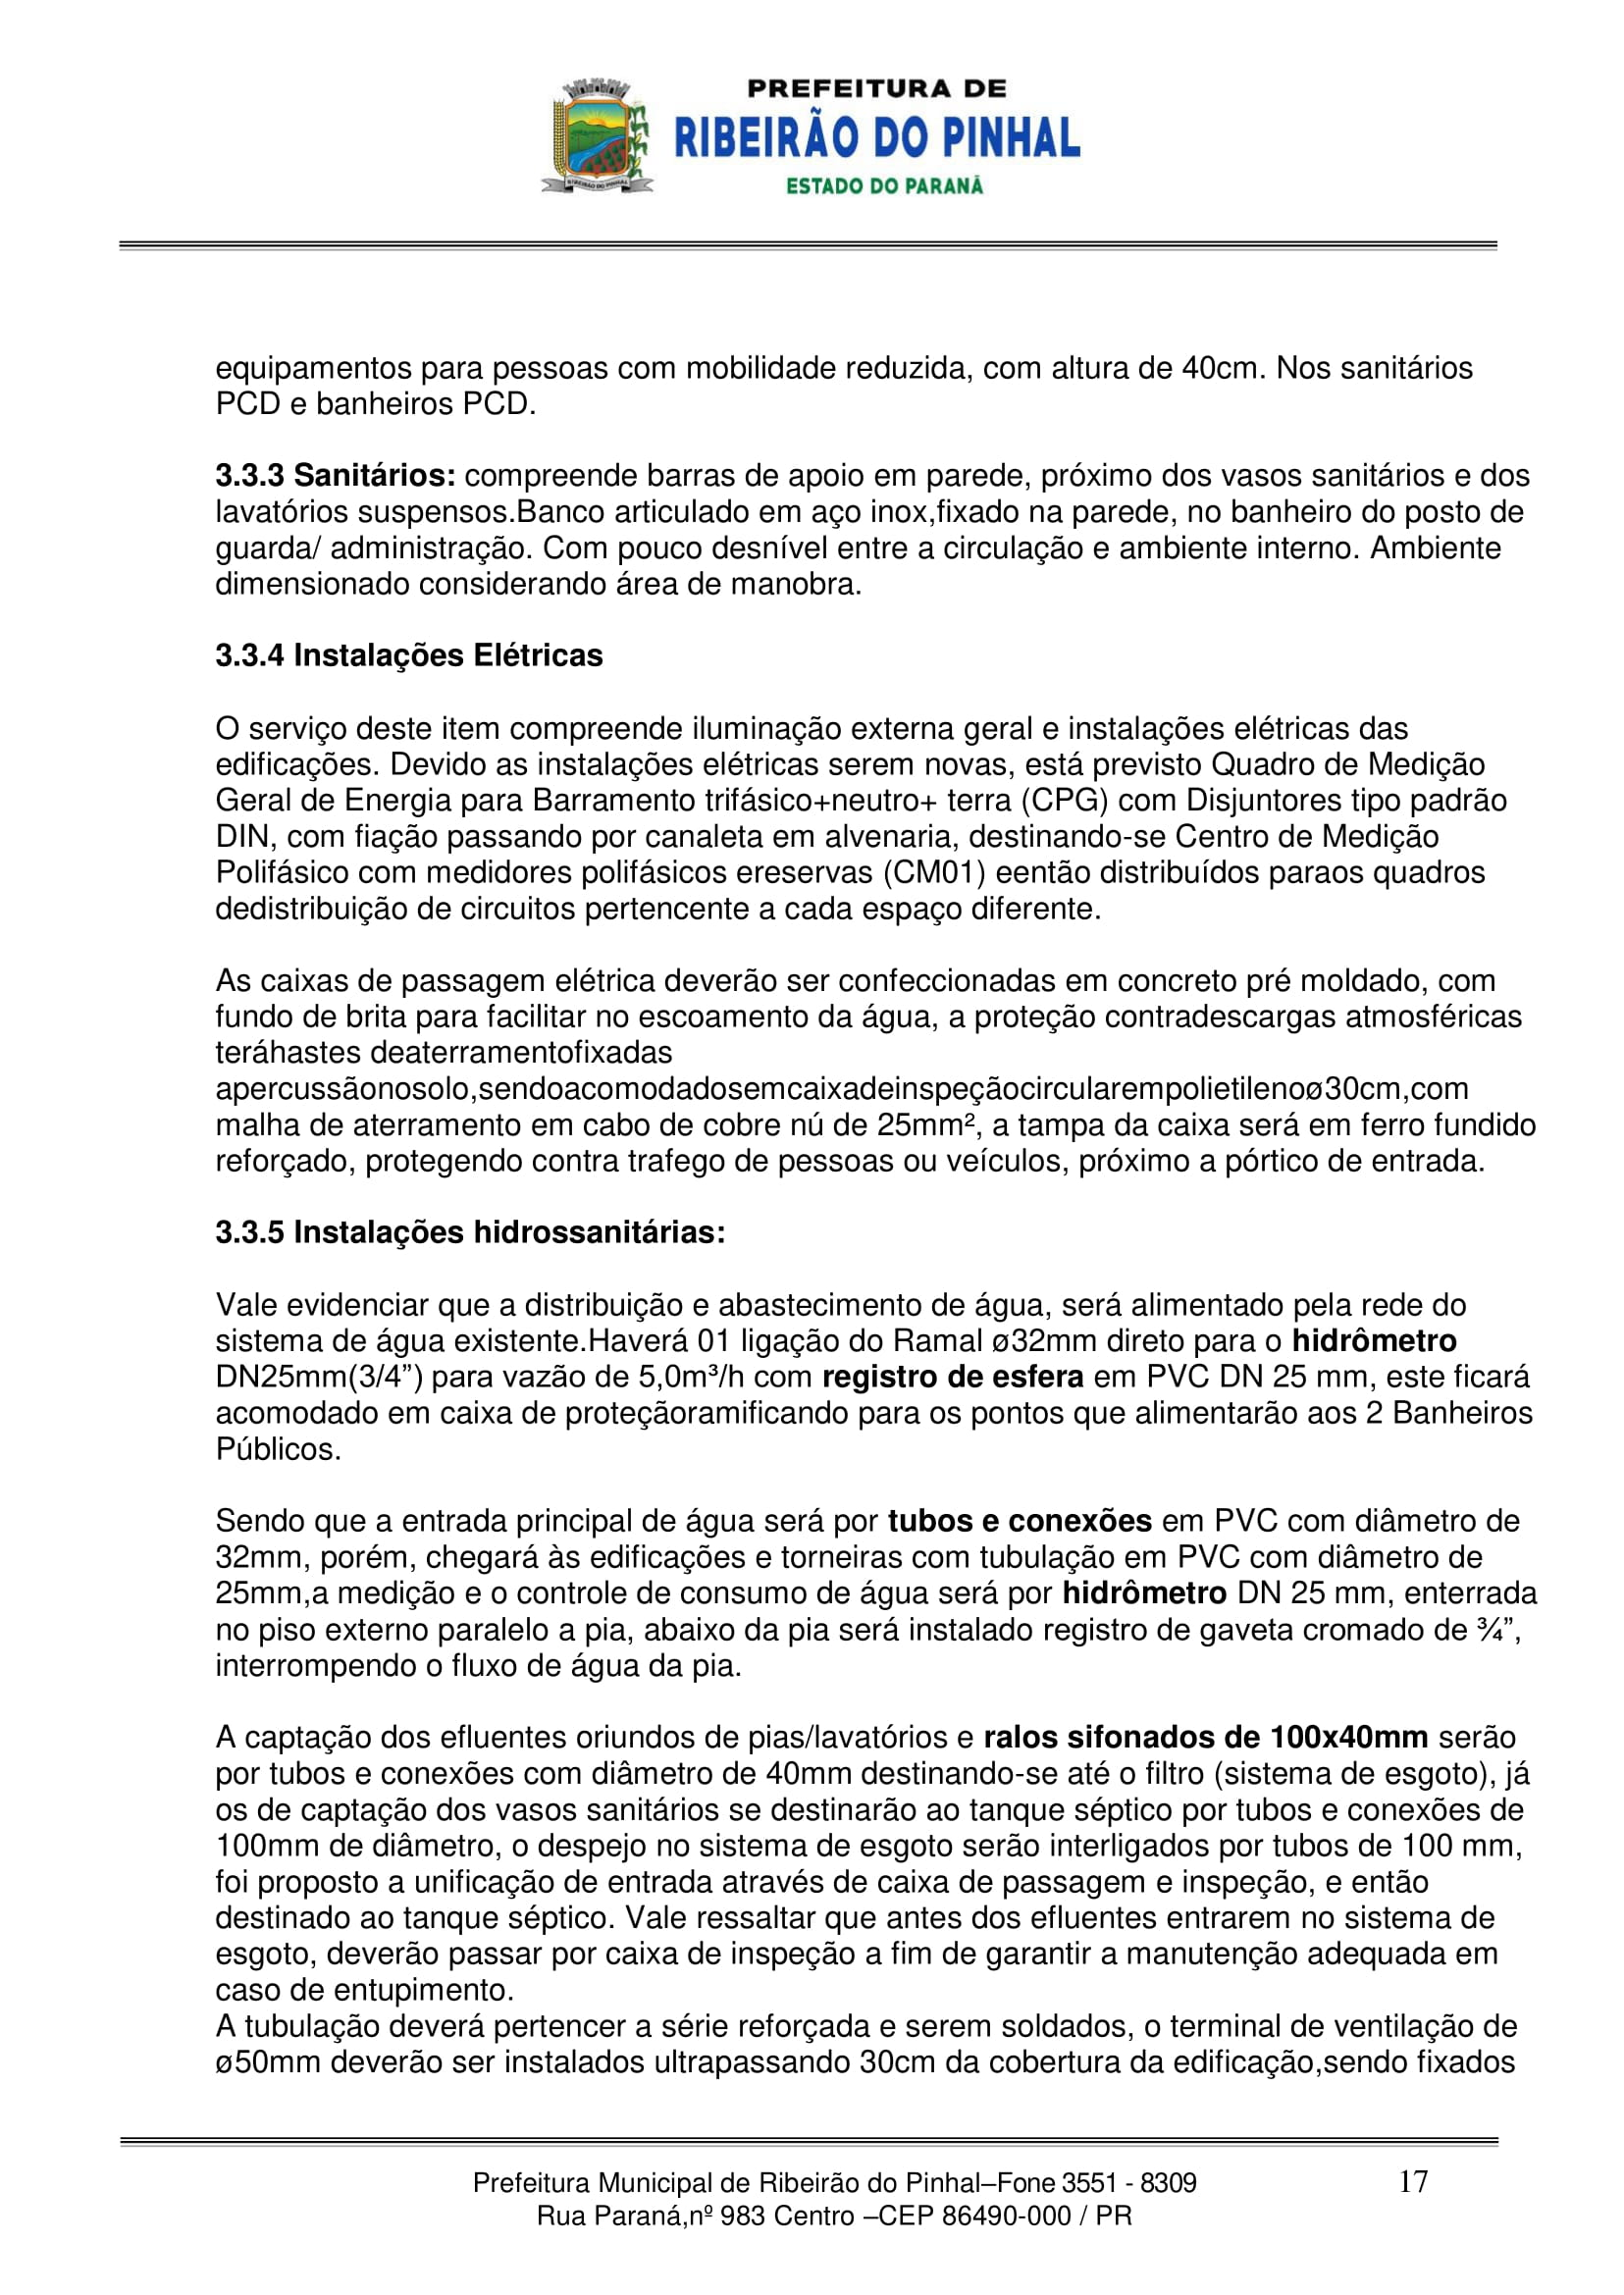 PREFEITURA DE
RIBEIRÃO DO PINHAL
ESTADO DO PARANÁ
RIBEIRÃO DO PINHAL
equipamentos para pessoas com mobilidade reduzida, com altura de 40cm. Nos sanitários
PCD e banheiros PCD.
3.3.3 Sanitários: compreende barras de apoio em parede, próximo dos vasos sanitários e dos
lavatórios suspensos.Banco articulado em aço inox,fixado na parede, no banheiro do posto de
guarda/ administração. Com pouco desnível entre a circulação e ambiente interno. Ambiente
dimensionado considerando área de manobra.
3.3.4 Instalações Elétricas
O serviço deste item compreende iluminação externa geral e instalações elétricas das
edificações. Devido as instalações elétricas serem novas, está previsto Quadro de Medição
Geral de Energia para Barramento trifásico+neutro+ terra (CPG) com Disjuntores tipo padrão
DIN, com fiação passando por canaleta em alvenaria, destinando-se Centro de Medição
Polifásico com medidores polifásicos ereservas (CM01) eentão distribuídos paraos quadros
dedistribuição de circuitos pertencente a cada espaço diferente.
As caixas de passagem elétrica deverão ser confeccionadas em concreto pré moldado, com
fundo de brita para facilitar no escoamento da água, a proteção contradescargas atmosféricas
teráhastes deaterramentofixadas
apercussãonosolo,sendoacomodadosemcaixadeinspeçãocircularempolietilenoø30cm,com
malha de aterramento em cabo de cobre nú de 25mm², a tampa da caixa será em ferro fundido
reforçado, protegendo contra trafego de pessoas ou veículos, próximo a pórtico de entrada.
3.3.5 Instalações hidrossanitárias:
Vale evidenciar que a distribuição e abastecimento de água, será alimentado pela rede do
sistema de água existente.Haverá 01 ligação do Ramal ø32mm direto para o hidrômetro
DN25mm(3/4”) para vazão de 5,0m³/h com registro de esfera em PVC DN 25 mm, este ficará
acomodado em caixa de proteçãoramificando para os pontos que alimentarão aos 2 Banheiros
Públicos.
Sendo que a entrada principal de água será por tubos e conexões em PVC com diâmetro de
32mm, porém, chegará às edificações e torneiras com tubulação em PVC com diâmetro de
25mm,a medição e o controle de consumo de água será por hidrômetro DN 25 mm, enterrada
no piso externo paralelo a pia, abaixo da pia será instalado registro de gaveta cromado de ¾”,
interrompendo o fluxo de água da pia.
A captação dos efluentes oriundos de pias/lavatórios e ralos sifonados de 100x40mm serão
por tubos e conexões com diâmetro de 40mm destinando-se até o filtro (sistema de esgoto), já
os de captação dos vasos sanitários se destinarão ao tanque séptico por tubos e conexões de
100mm de diâmetro, o despejo no sistema de esgoto serão interligados por tubos de 100 mm,
foi proposto a unificação de entrada através de caixa de passagem e inspeção, e então
destinado ao tanque séptico. Vale ressaltar que antes dos efluentes entrarem no sistema de
esgoto, deverão passar por caixa de inspeção a fim de garantir a manutenção adequada em
caso de entupimento.
A tubulação deverá pertencer a série reforçada e serem soldados, o terminal de ventilação de
ø50mm deverão ser instalados ultrapassando 30cm da cobertura da edificação,sendo fixados
Prefeitura Municipal de Ribeirão do Pinhal–Fone 3551 - 8309 17
Rua Paraná,nº 983 Centro –CEP 86490-000 / PR